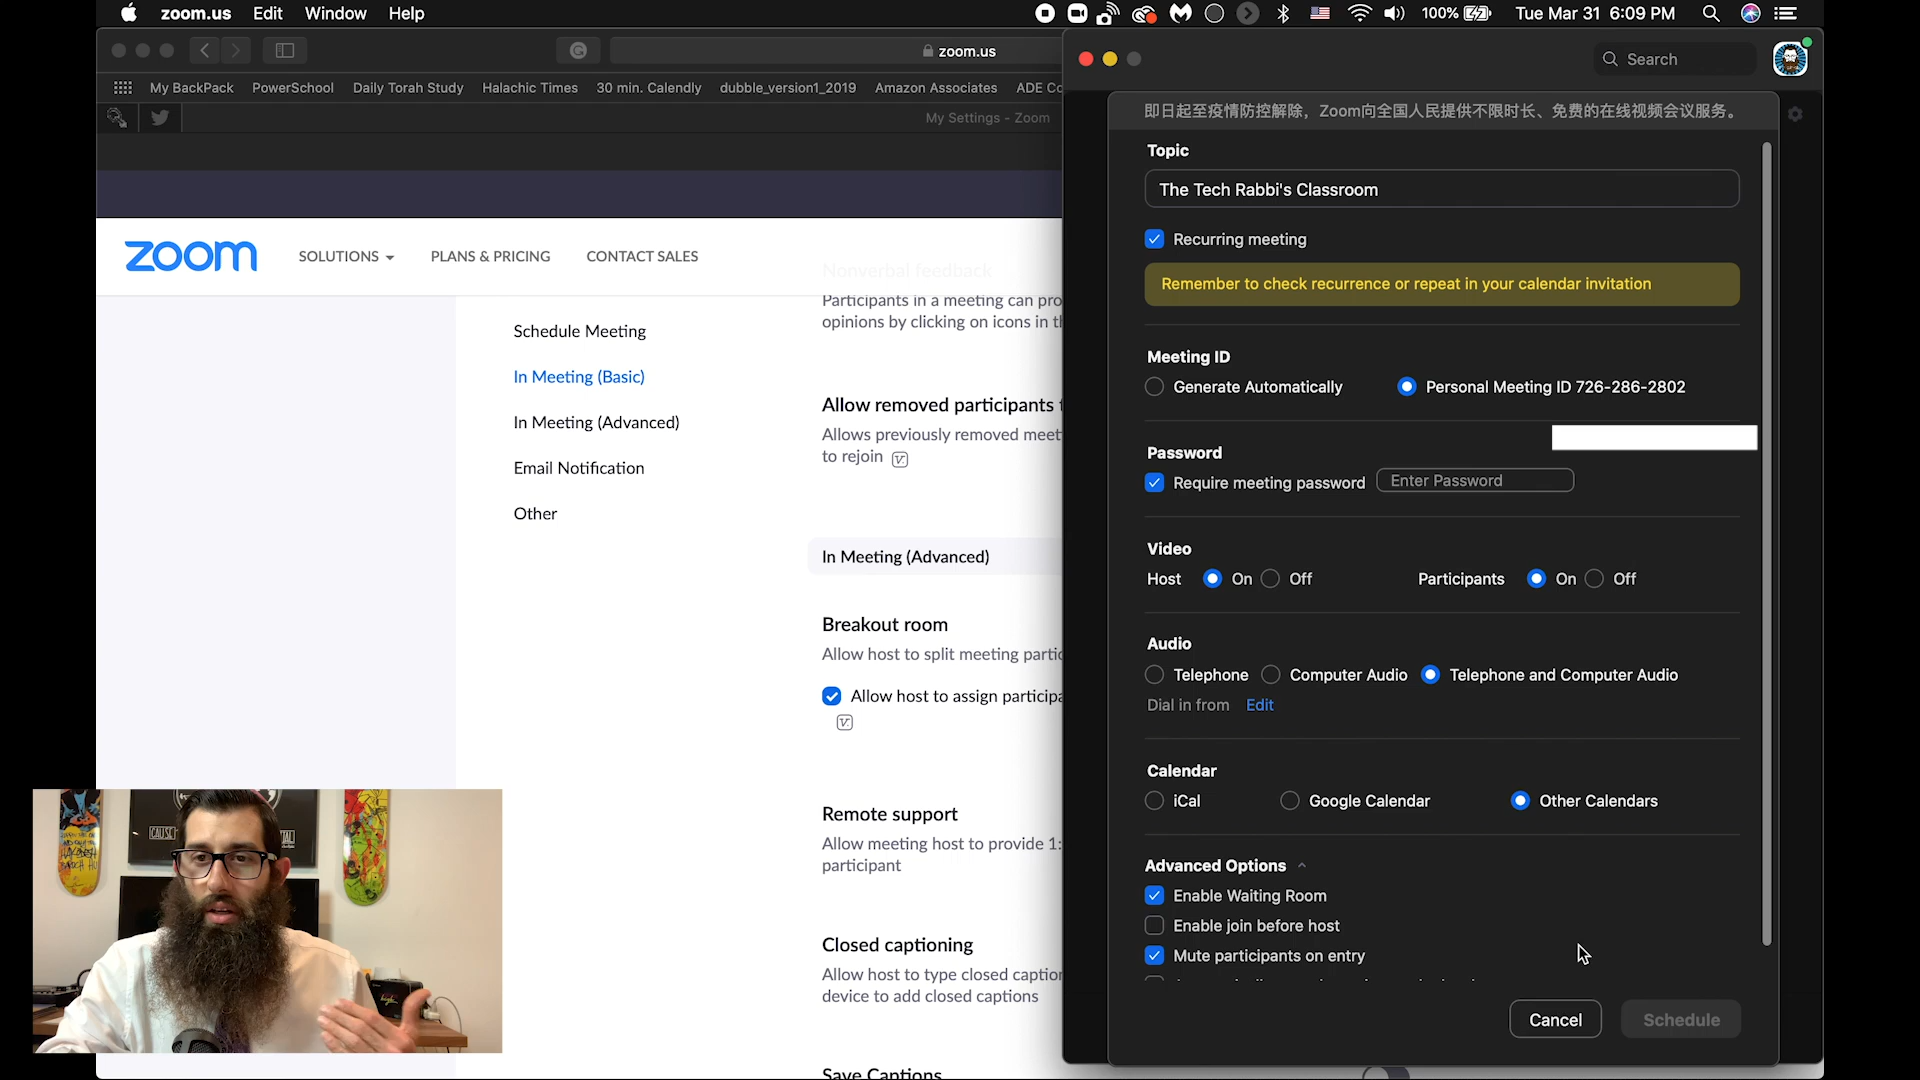 zoom.us Edit Window Help
100% Tue Mar 31 6:09 PM
zoom.us
Search
My BackPack PowerSchool Daily Torah Study Halachic Times 30 min. Calendly dubble_version1_2019 Amazon Associates ADE Co
My Settings - Zoom
即日起至疫情防控解除，Zoom向全国人民提供不限时长、免费的在线视频会议服务。
zoom SOLUTIONS PLANS & PRICING CONTACT SALES
Schedule Meeting
In Meeting (Basic)
In Meeting (Advanced)
Email Notification
Other
Nonverbal feedback
Participants in a meeting can pro
opinions by clicking on icons in th
Allow removed participants t
Allows previously removed meet
to rejoin
In Meeting (Advanced)
Breakout room
Allow host to split meeting partic
Allow host to assign participa
Remote support
Allow meeting host to provide 1:
participant
Closed captioning
Allow host to type closed caption
device to add closed captions
Save Captions
Topic
The Tech Rabbi's Classroom
Recurring meeting
Remember to check recurrence or repeat in your calendar invitation
Meeting ID
Generate Automatically Personal Meeting ID 726-286-2802
Password
Require meeting password Enter Password
Video
Host On Off Participants On Off
Audio
Telephone Computer Audio Telephone and Computer Audio
Dial in from Edit
Calendar
iCal Google Calendar Other Calendars
Advanced Options
Enable Waiting Room
Enable join before host
Mute participants on entry
Cancel Schedule